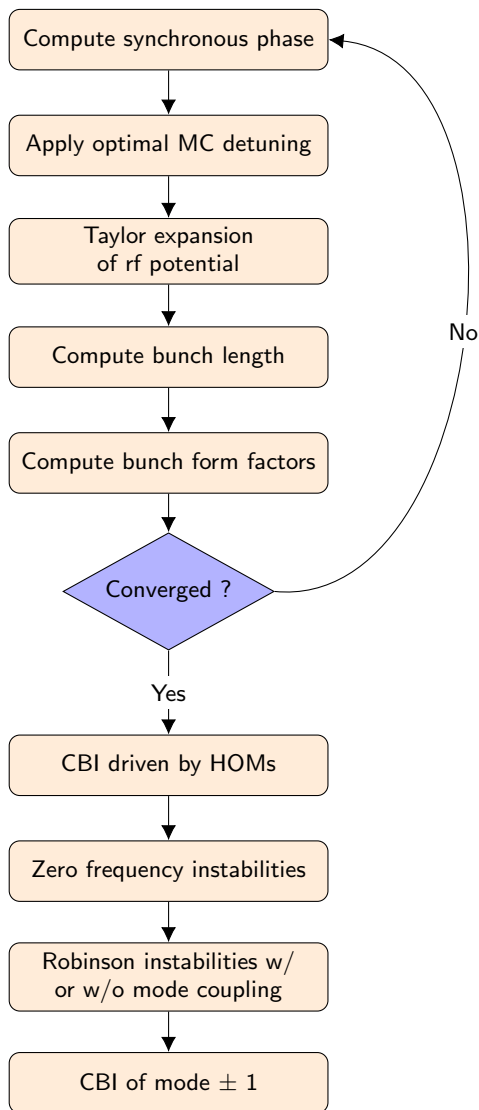 Compute synchronous phase
Apply optimal MC detuning
Taylor expansion
of rf potential
No
Compute bunch length
Compute bunch form factors
Converged ?
Yes
CBI driven by HOMs
Zero frequency instabilities
Robinson instabilities w/
or w/o mode coupling
CBI of mode ± 1